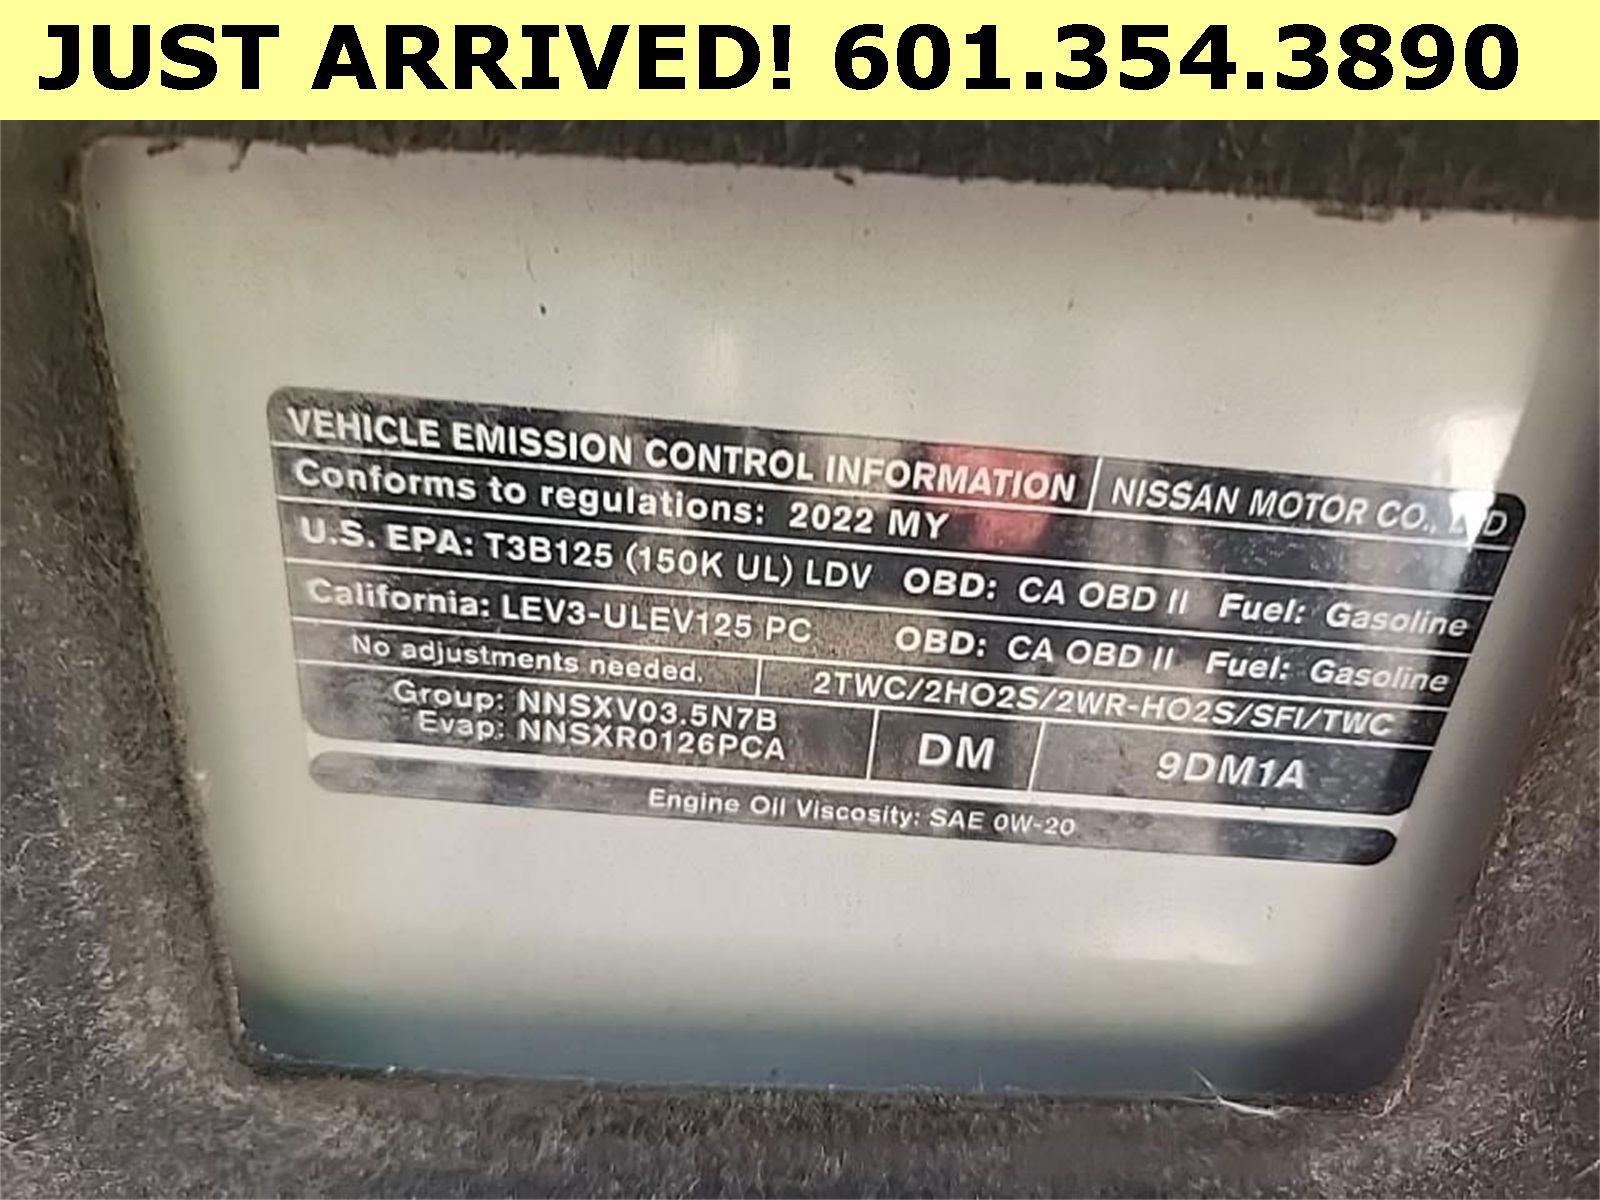 JUST ARRIVED! 601.354.3890
VEHICLE EMISSION CONTROL INFORMATION NISSAN MOTOR CO., LTD
Conforms to regulations: 2022 MY
U.S. EPA: T3B125 (150K UL) LDV OBD: CA OBD II Fuel: Gasoline
California: LEV3-ULEV125 PC OBD: CA OBD II Fuel: Gasoline
No adjustments needed. 2TWC/2HO2S/2WR-HO2S/SFI/TWC
Group: NNSXV03.5N7B
Evap: NNSXR0126PCA
DM 9DM1A
Engine Oil Viscosity: SAE 0W-20